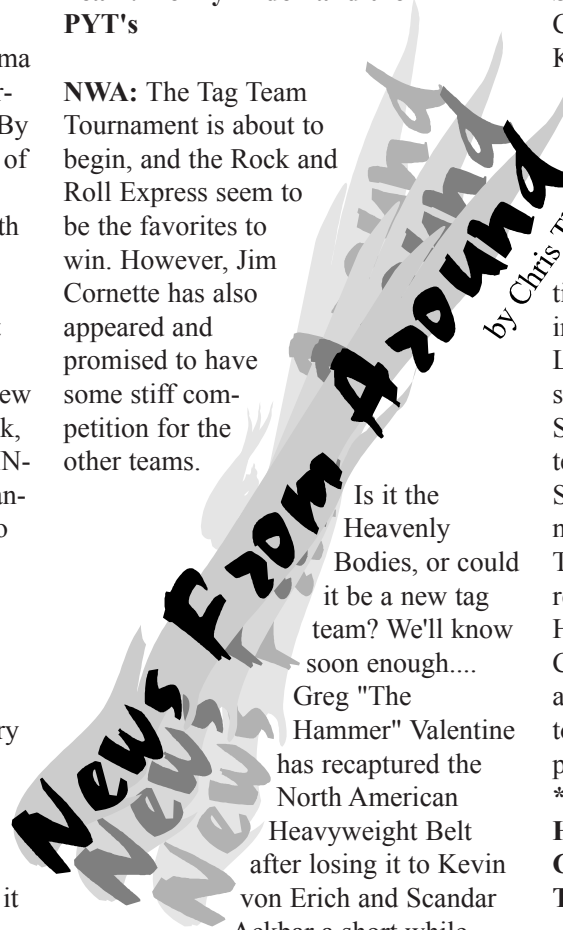 PYT's
NWA: The Tag Team
Tournament is about to
begin, and the Rock and
Roll Express seem to
be the favorites to
win. However, Jim
Cornette has also
appeared and
promised to have
some stiff com-
petition for the
other teams.
News From Around
by Chris
Is it the
Heavenly
Bodies, or could
it be a new tag
team? We'll know
soon enough....
Greg "The
Hammer" Valentine
has recaptured the
North American
Heavyweight Belt
after losing it to Kevin
von Erich and Scandar
Ackbar a short while